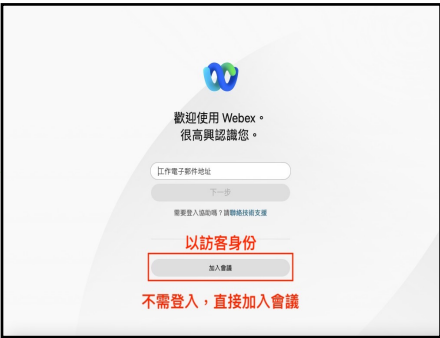 歡迎使用 Webex。
很高興認識您。
工作電子郵件地址
下一步
需要登入協助嗎？請聯絡技術支援
以訪客身份
加入會議
不需登入，直接加入會議